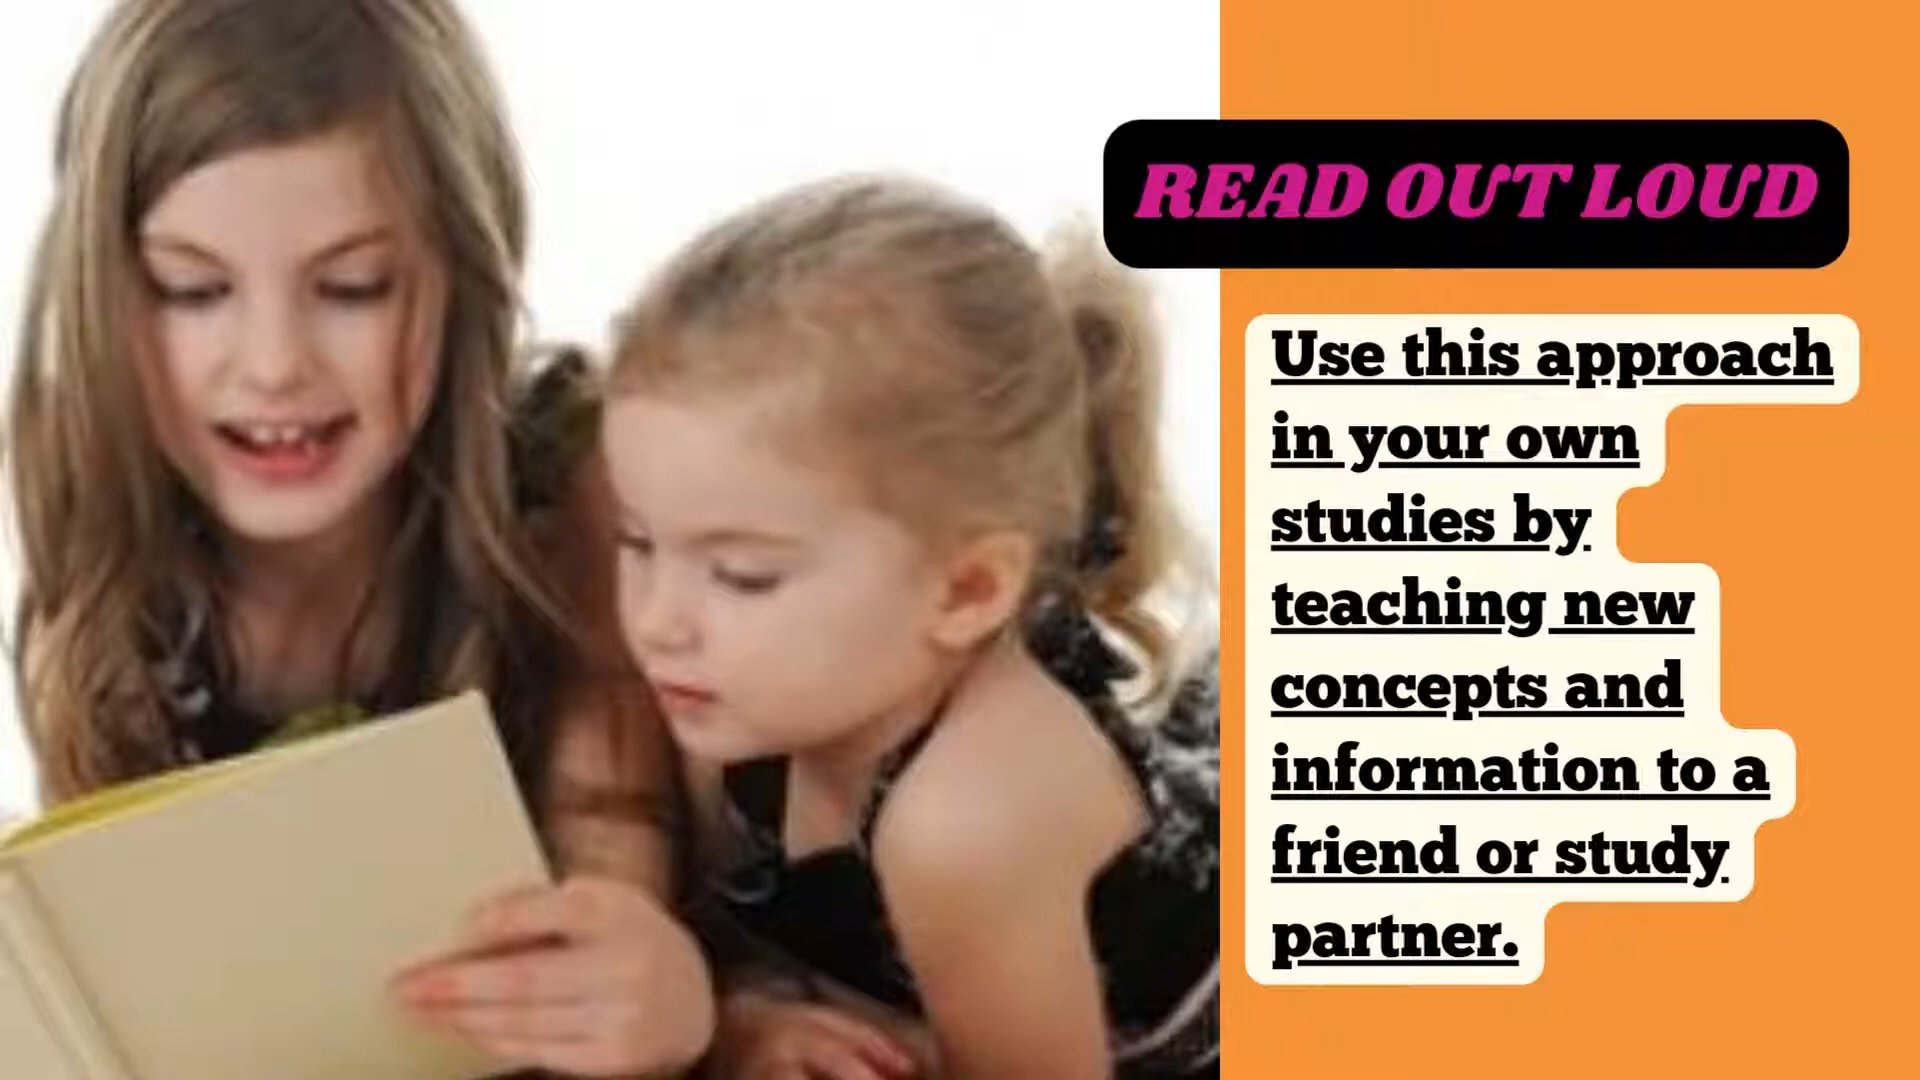 READ OUT LOUD
Use this approach
in your own
studies by
teaching new
concepts and
information to a
friend or study
partner.